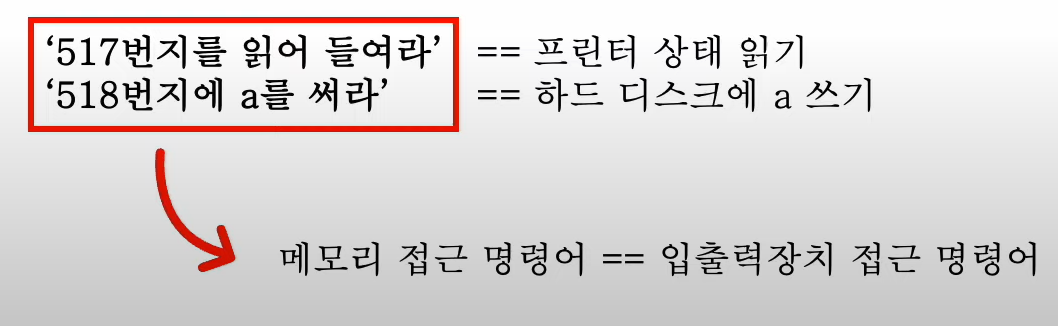 ‘517번지를 읽어 들여라’ == 프린터 상태 읽기
‘518번지에 a를 써라’ == 하드 디스크에 a 쓰기
메모리 접근 명령어 == 입출력장치 접근 명령어